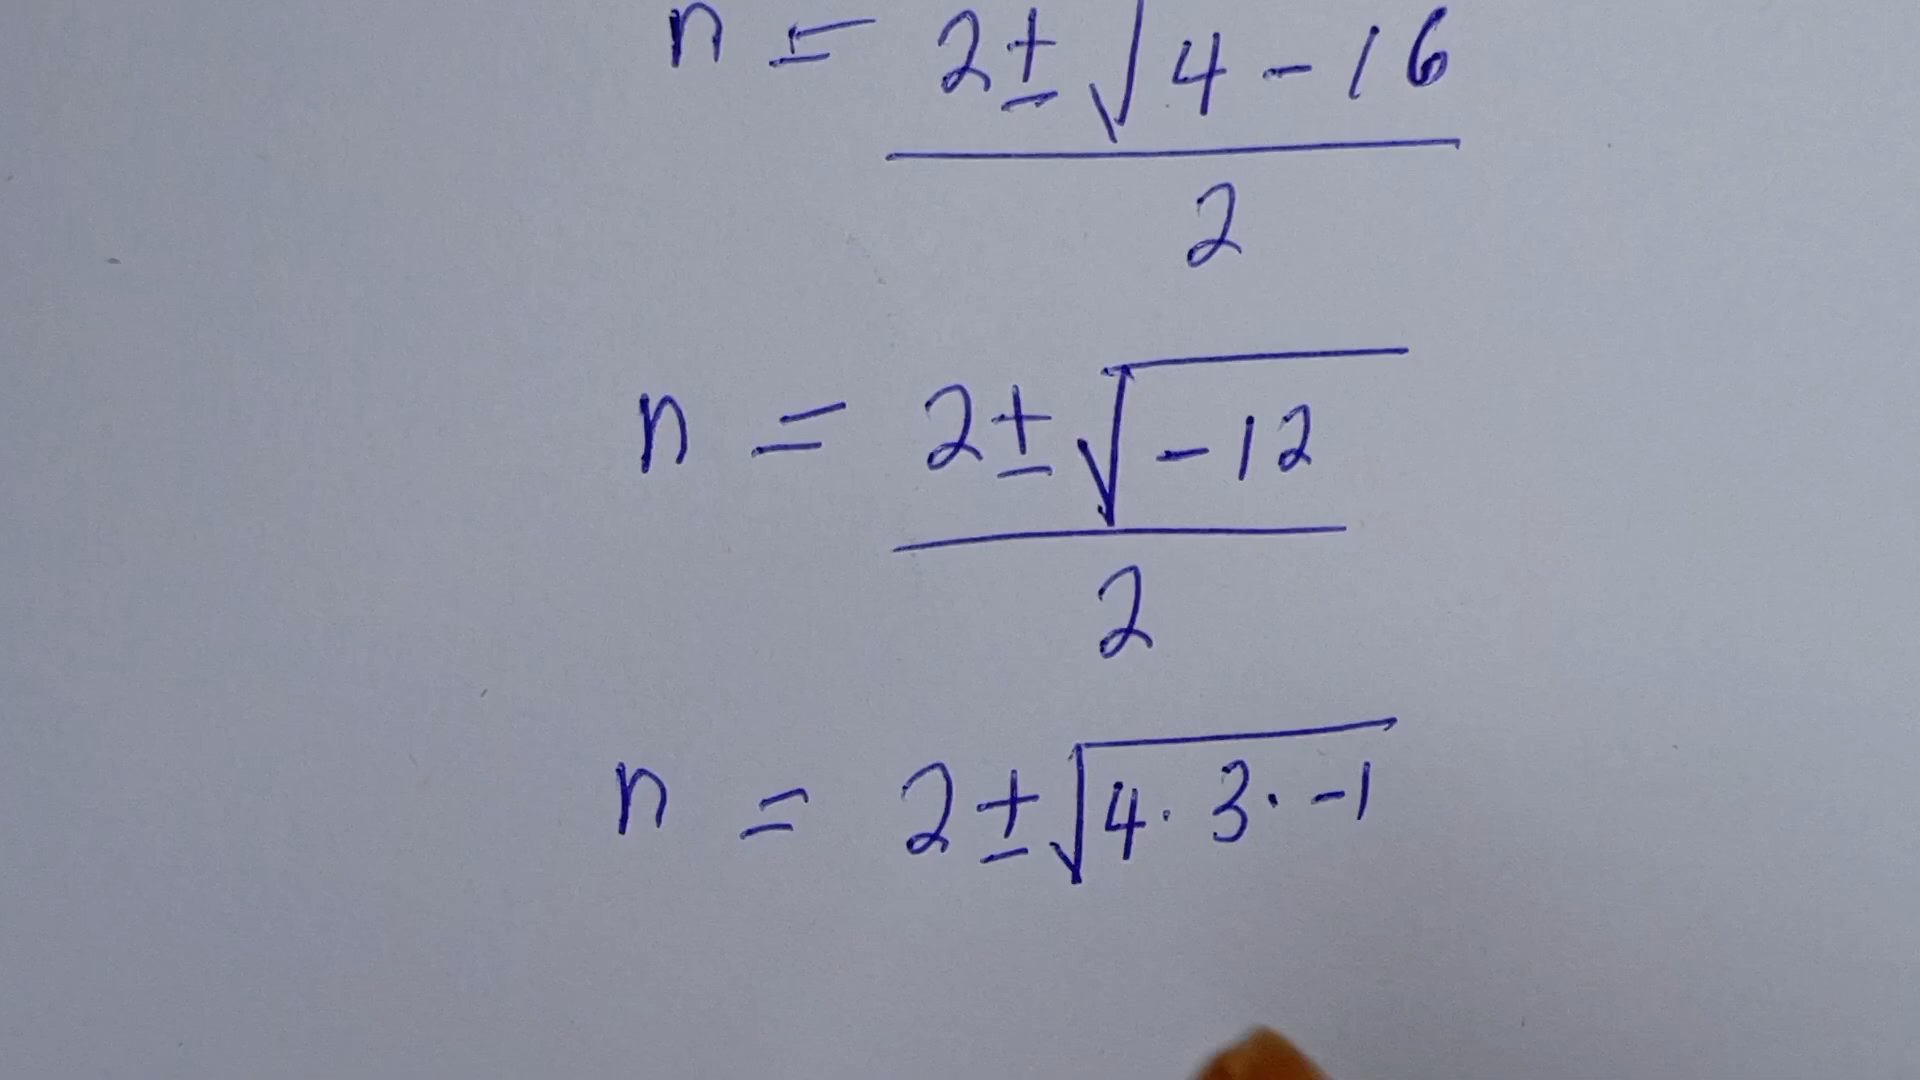 n = 2 ± √4 - 16
2
n = 2 ± √-12
2
n = 2 ± √4 · 3 · -1